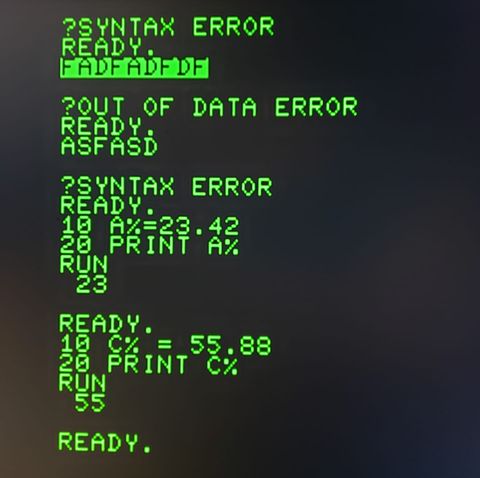 ?SYNTAX ERROR
READY.
FADFADFDF
?OUT OF DATA ERROR
READY.
ASFASD
?SYNTAX ERROR
READY.
10 A%=23.42
20 PRINT A%
RUN
23
READY.
10 C% = 55.88
20 PRINT C%
RUN
55
READY.